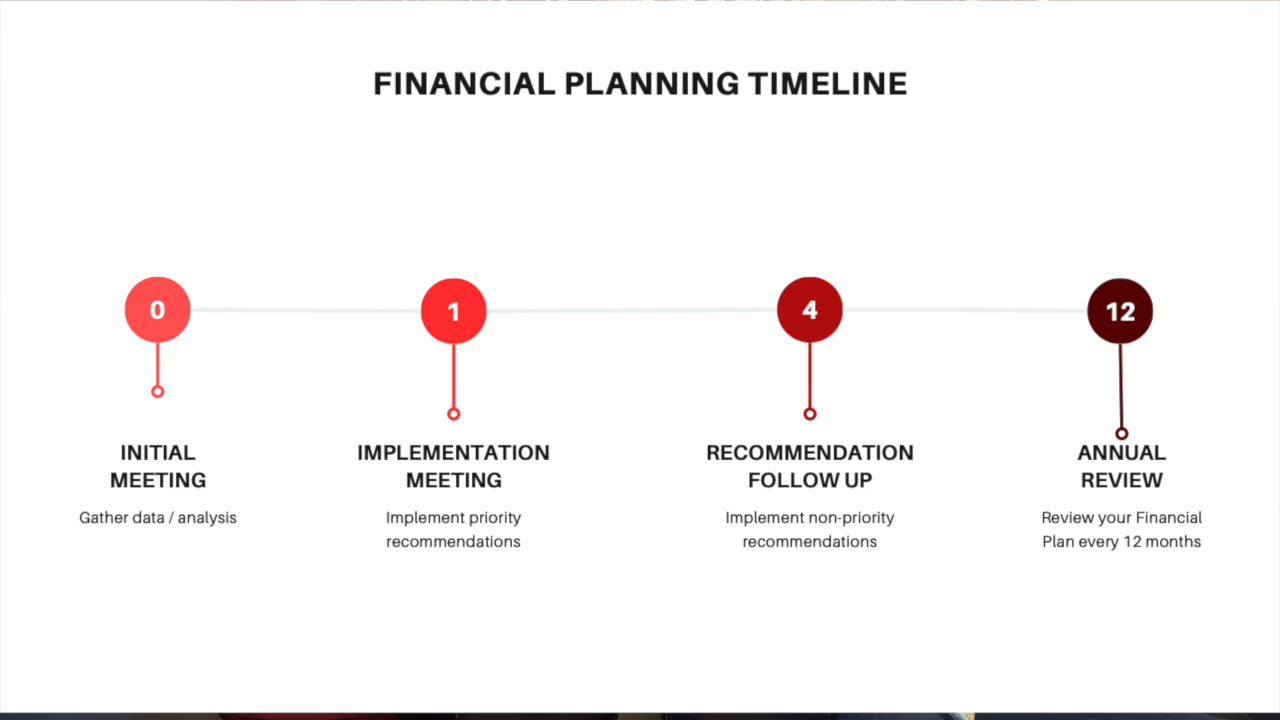 FINANCIAL PLANNING TIMELINE
0
1
4
12
INITIAL
MEETING
Gather data / analysis
IMPLEMENTATION
MEETING
Implement priority
recommendations
RECOMMENDATION
FOLLOW UP
Implement non-priority
recommendations
ANNUAL
REVIEW
Review your Financial
Plan every 12 months